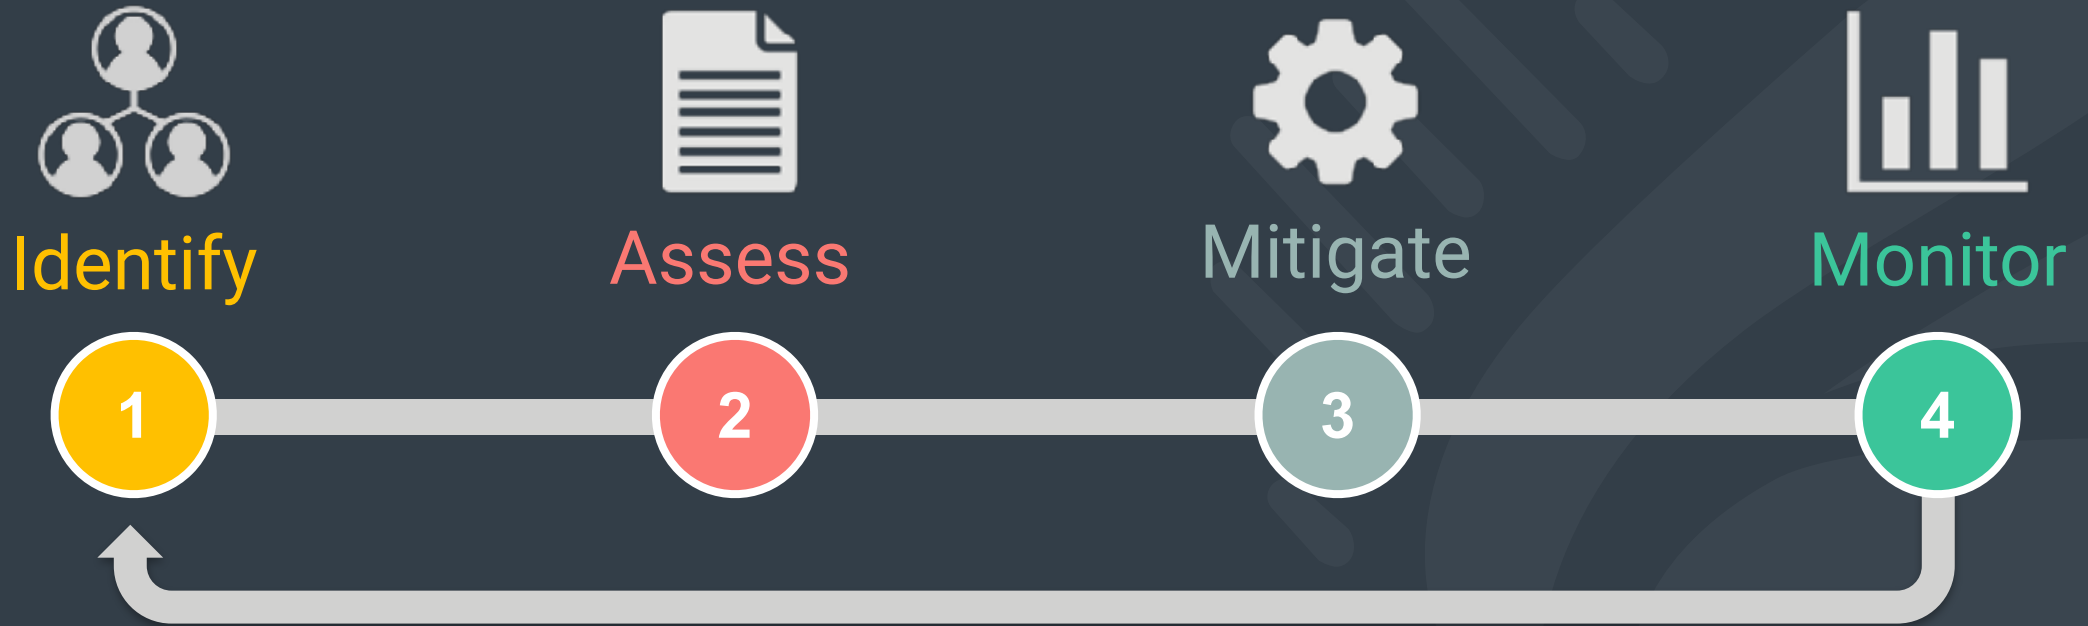 Identify
Assess
Mitigate
Monitor
1
2
3
4